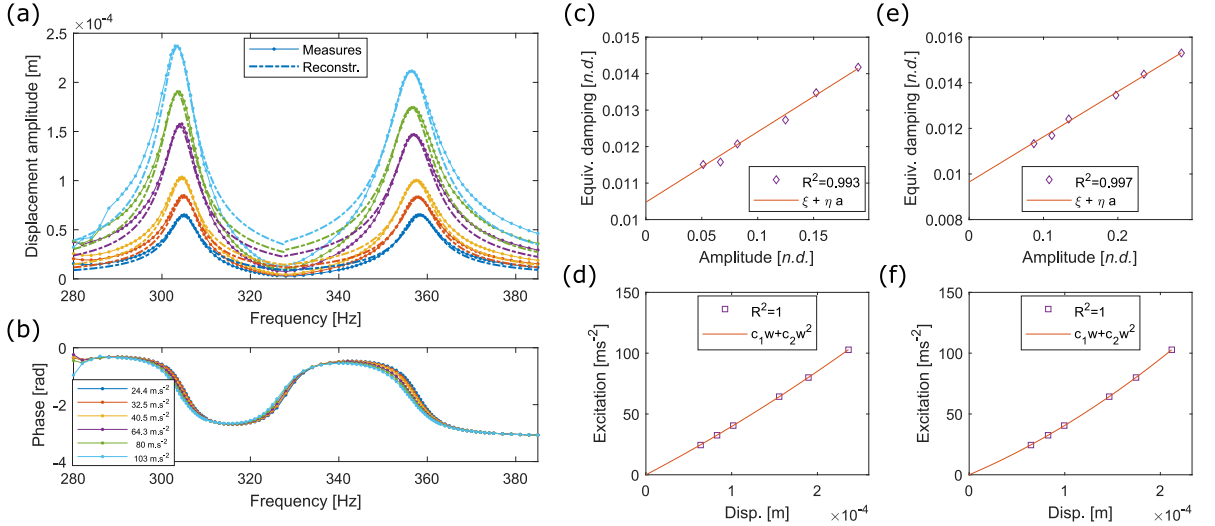 (a)
×10⁻⁴
2.5
2
1.5
1
0.5
0
Displacement amplitude [m]
Measures
Reconstr.
280 300 320 340 360 380
Frequency [Hz]
(b)
0
-2
-4
Phase [rad]
24.4 m.s⁻²
32.5 m.s⁻²
40.5 m.s⁻²
64.3 m.s⁻²
80 m.s⁻²
103 m.s⁻²
280 300 320 340 360 380
Frequency [Hz]
(c)
0.015
0.014
0.013
0.012
0.011
0.01
Equiv. damping [n.d.]
R²=0.993
ξ + η a
0 0.05 0.1 0.15
Amplitude [n.d.]
(d)
150
100
50
0
Excitation [ms⁻²]
R²=1
c₁w+c₂w²
0 1 2
Disp. [m] ×10⁻⁴
(e)
0.016
0.014
0.012
0.01
0.008
Equiv. damping [n.d.]
R²=0.997
ξ + η a
0 0.1 0.2
Amplitude [n.d.]
(f)
150
100
50
0
Excitation [ms⁻²]
R²=1
c₁w+c₂w²
0 1 2
Disp. [m] ×10⁻⁴